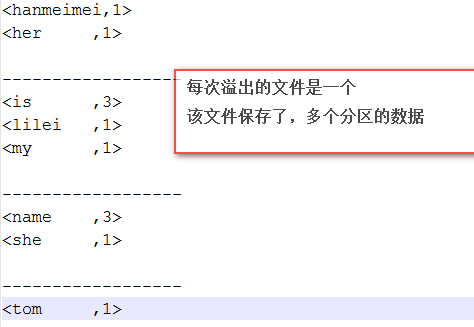 <hanmeimei,1>
<her     ,1>
------------------
每次溢出的文件是一个
<is      ,3>
该文件保存了，多个分区的数据
<lilei   ,1>
<my      ,1>
------------------
<name    ,3>
<she     ,1>
------------------
<tom     ,1>